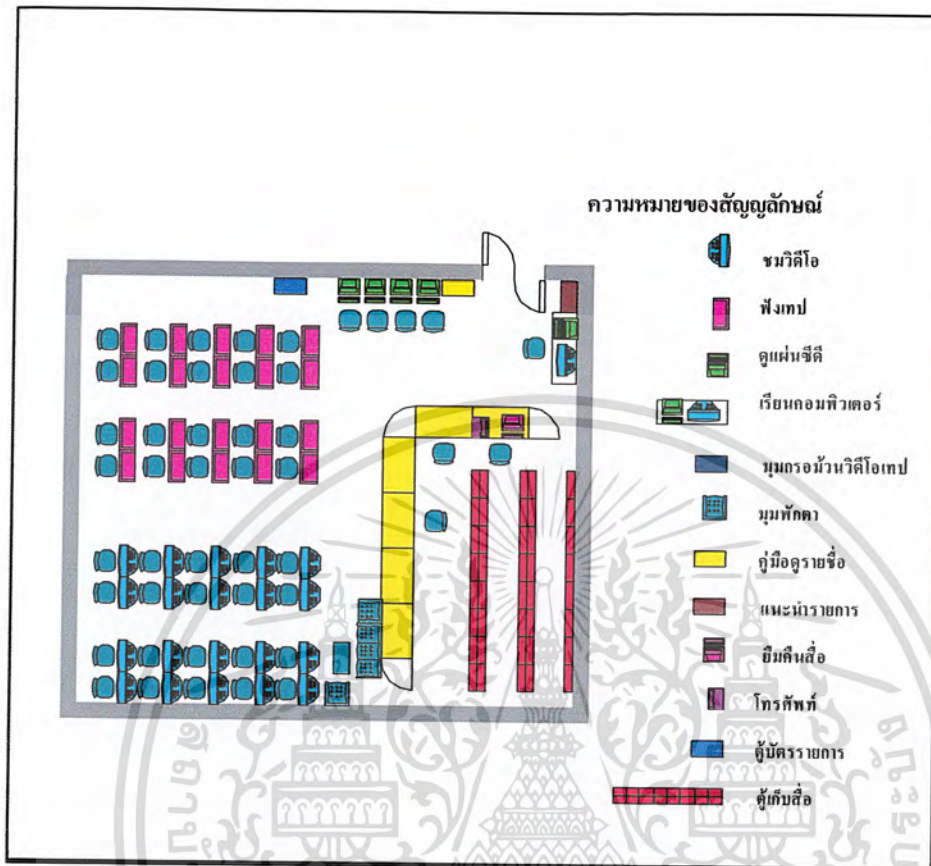 ความหมายของสัญญลักษณ์
ชมวิดีโอ
ฟังเทป
ดูแผ่นซีดี
เรียนคอมพิวเตอร์
มุมกรอม้วนวิดีโอเทป
มุมพักตา
คู่มือดูรายชื่อ
แนะนำรายการ
ยืมคืนสื่อ
โทรศัพท์
ตู้บัตรรายการ
ตู้เก็บสื่อ